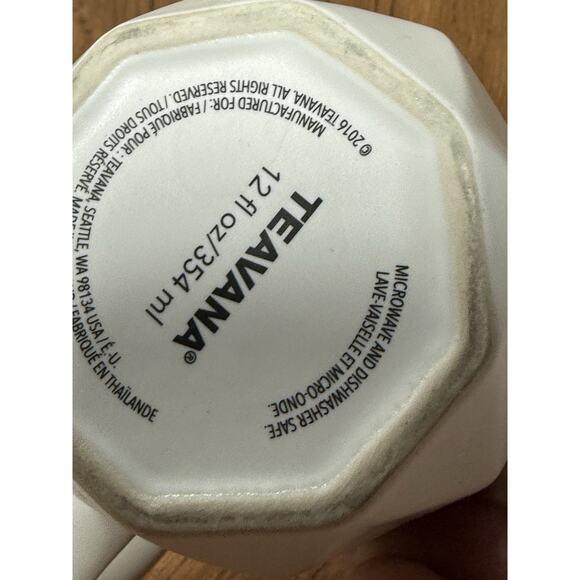 © 2016 TEAVANA, ALL RIGHTS RESERVED. / TOUS DROITS RÉSERVÉ.
MANUFACTURED FOR: / FABRIQUÉ POUR: TEAVANA, SEATTLE, WA 98134 USA / É.-U.
/ FABRIQUÉ EN THAÏLANDE
TEAVANA®
12 fl oz/354 ml
MICROWAVE AND DISHWASHER SAFE.
LAVE-VAISELLE ET MICRO-ONDE.